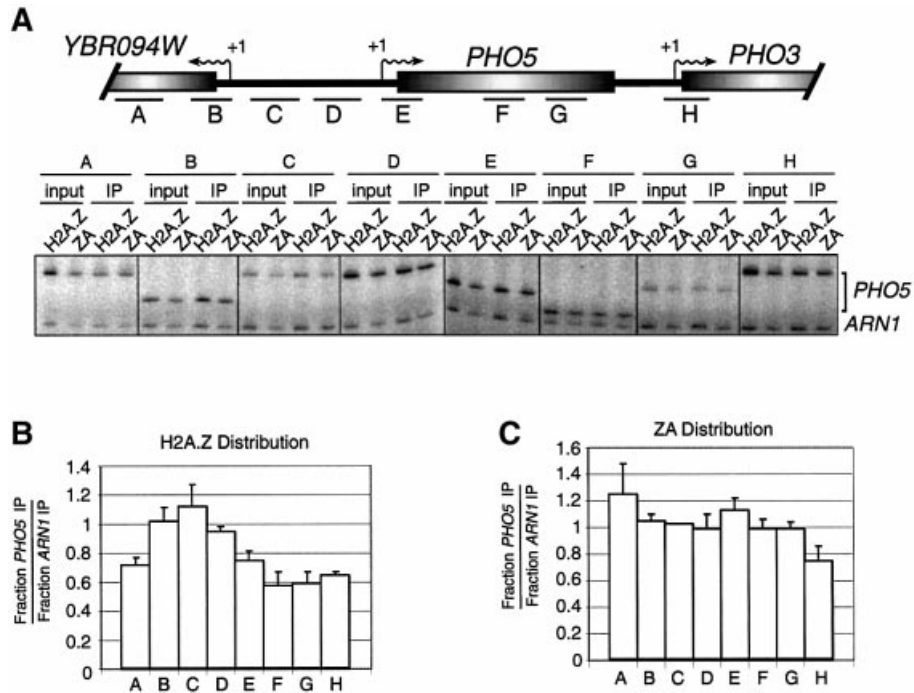 A
YBR094W +1 +1 PHO5 +1 PHO3
A B C D E F G H
A B C D E F G H
input IP input IP input IP input IP input IP input IP input IP input IP
H2A.Z ZA H2A.Z ZA H2A.Z ZA H2A.Z ZA H2A.Z ZA H2A.Z ZA H2A.Z ZA H2A.Z ZA H2A.Z ZA H2A.Z ZA H2A.Z ZA H2A.Z ZA H2A.Z ZA H2A.Z ZA H2A.Z ZA H2A.Z ZA
PHO5
ARN1
B
H2A.Z Distribution
Fraction PHO5 IP
Fraction ARN1 IP
1.4
1.2
1
0.8
0.6
0.4
0.2
0
A B C D E F G H
C
ZA Distribution
Fraction PHO5 IP
Fraction ARN1 IP
1.6
1.4
1.2
1
0.8
0.6
0.4
0.2
0
A B C D E F G H